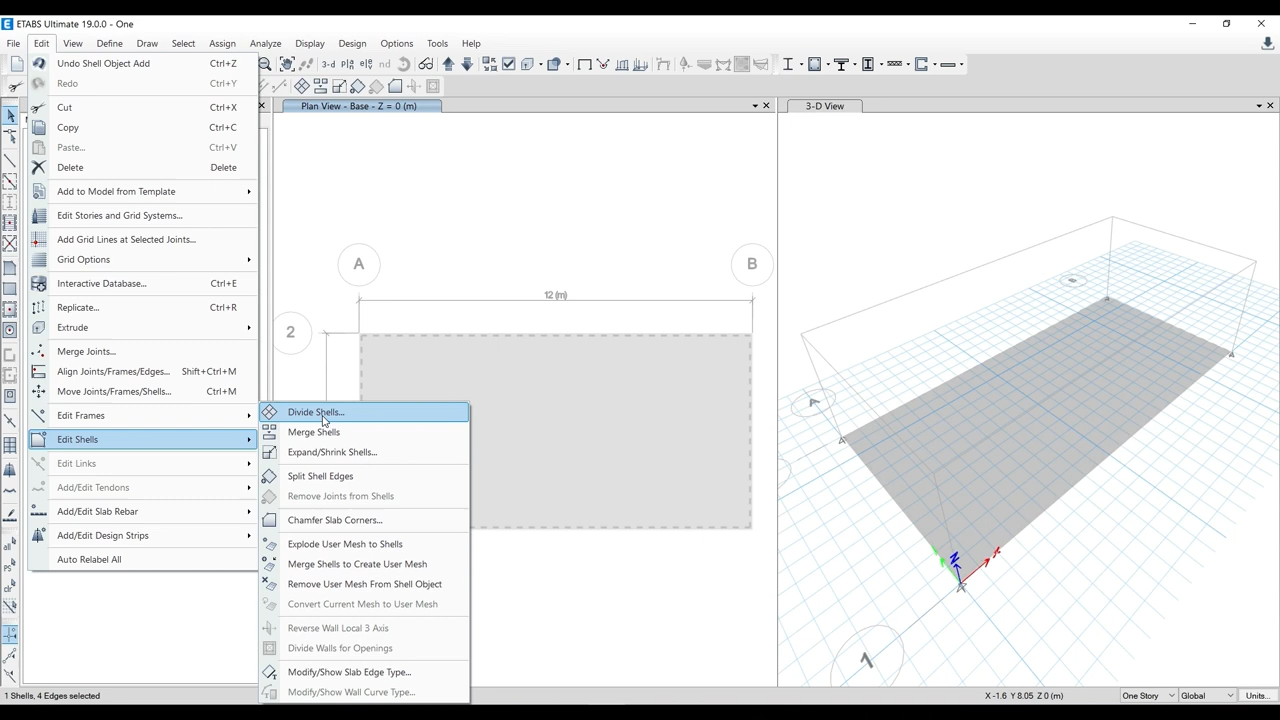 ETABS Ultimate 19.0.0 - One
File Edit View Define Draw Select Assign Analyze Display Design Options Tools Help
Undo Shell Object Add Ctrl+Z
Redo Ctrl+Y
Cut Ctrl+X
Copy Ctrl+C
Paste... Ctrl+V
Delete Delete
Add to Model from Template
Edit Stories and Grid Systems...
Add Grid Lines at Selected Joints...
Grid Options
Interactive Database... Ctrl+E
Replicate... Ctrl+R
Extrude
Merge Joints...
Align Joints/Frames/Edges... Shift+Ctrl+M
Move Joints/Frames/Shells... Ctrl+M
Edit Frames
Edit Shells
Edit Links
Add/Edit Tendons
Add/Edit Slab Rebar
Add/Edit Design Strips
Auto Relabel All
Divide Shells...
Merge Shells
Expand/Shrink Shells...
Split Shell Edges
Remove Joints from Shells
Chamfer Slab Corners...
Explode User Mesh to Shells
Merge Shells to Create User Mesh
Remove User Mesh From Shell Object
Convert Current Mesh to User Mesh
Reverse Wall Local 3 Axis
Divide Walls for Openings
Modify/Show Slab Edge Type...
Modify/Show Wall Curve Type...
3-d
nd
all
ps
clr
Plan View - Base - Z = 0 (m)
A
B
12 (m)
2
3-D View
A
1
Z
X
1 Shells, 4 Edges selected
X -1.6 Y 8.05 Z 0 (m)
One Story
Global
Units...